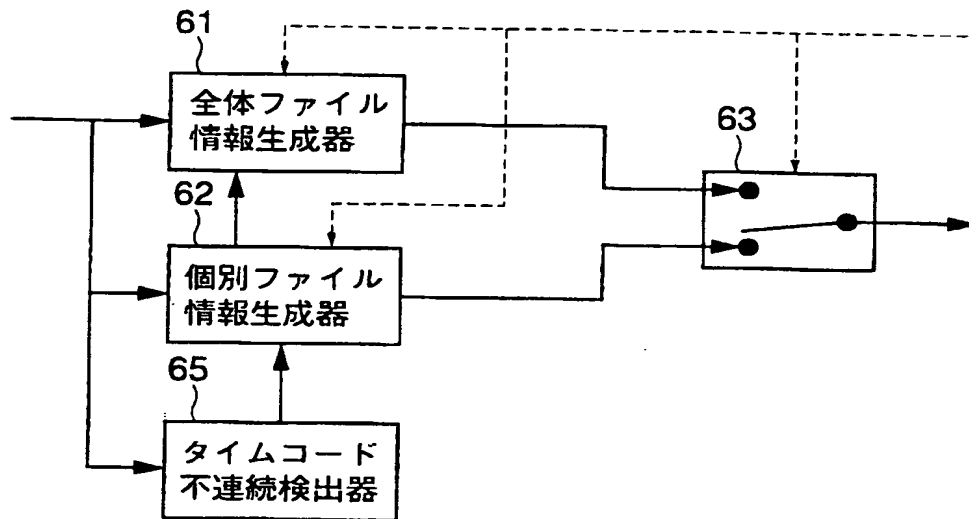 61
全体ファイル
情報生成器
63
62
個別ファイル
情報生成器
65
タイムコード
不連続検出器